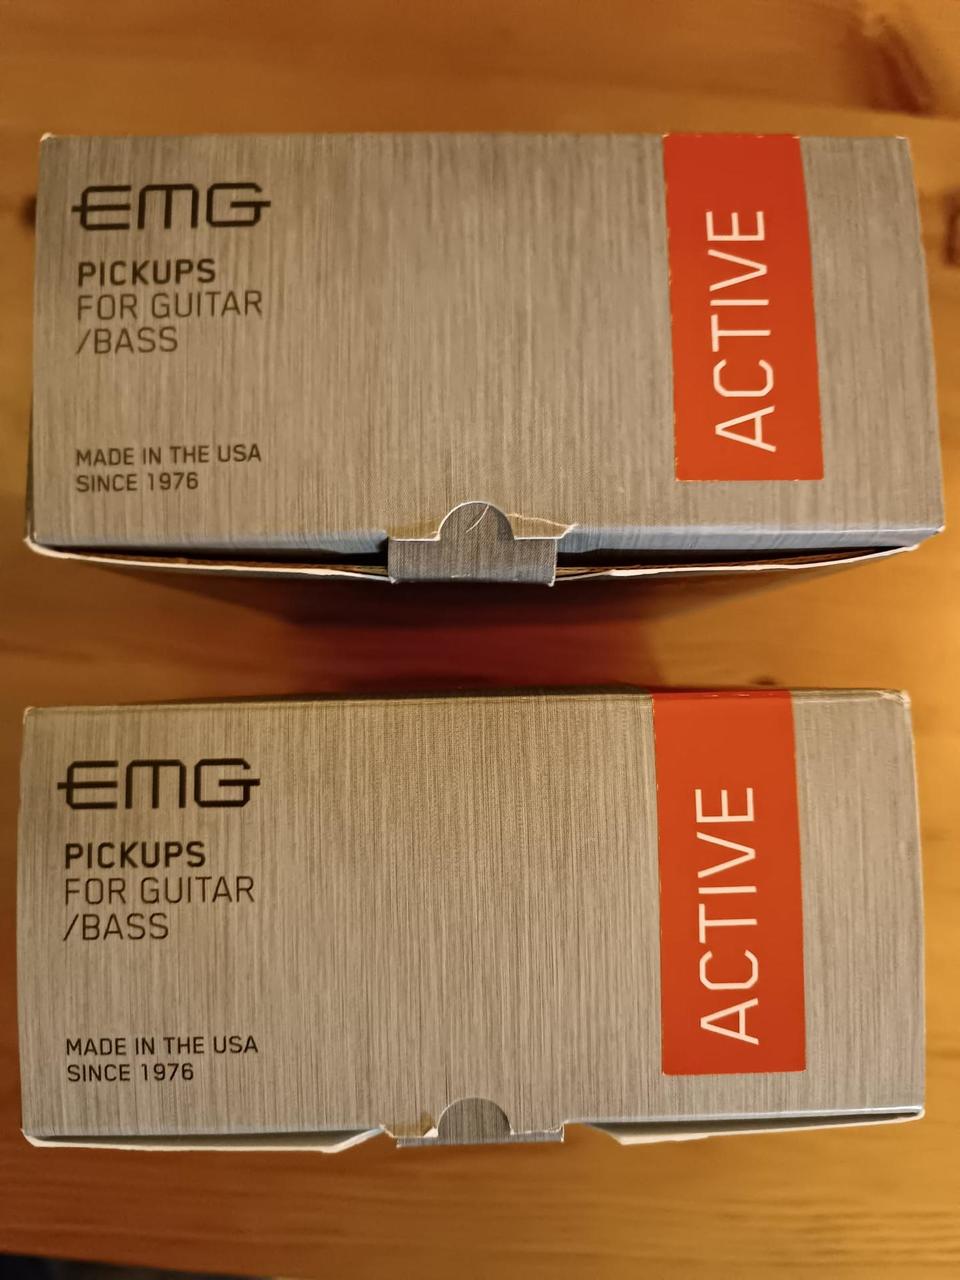 EMG
PICKUPS
FOR GUITAR
/BASS
MADE IN THE USA
SINCE 1976
ACTIVE
EMG
PICKUPS
FOR GUITAR
/BASS
MADE IN THE USA
SINCE 1976
ACTIVE